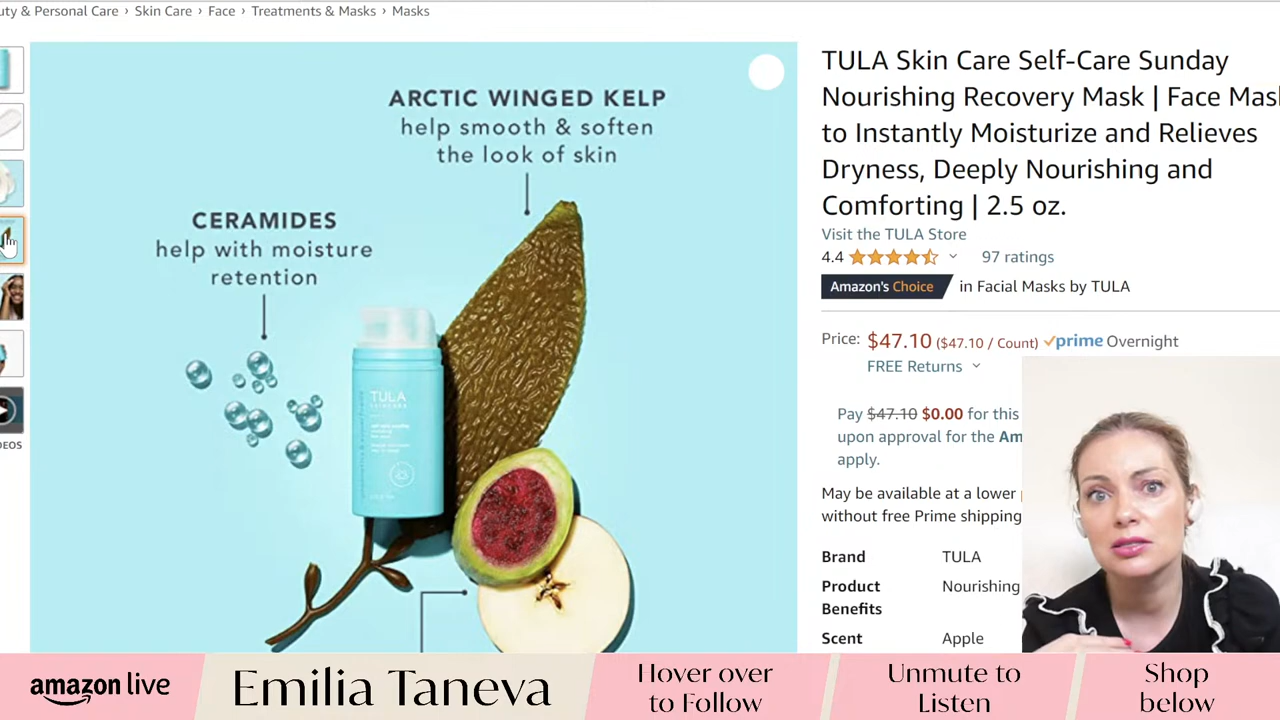 uty & Personal Care › Skin Care › Face › Treatments & Masks › Masks
ARCTIC WINGED KELP
help smooth & soften
the look of skin
CERAMIDES
help with moisture
retention
TULA
SKINCARE
TULA Skin Care Self-Care Sunday
Nourishing Recovery Mask | Face Mas
to Instantly Moisturize and Relieves
Dryness, Deeply Nourishing and
Comforting | 2.5 oz.
Visit the TULA Store
4.4 97 ratings
Amazon's Choice in Facial Masks by TULA
Price: $47.10 ($47.10 / Count) prime Overnight
FREE Returns
Pay $47.10 $0.00 for this
upon approval for the Am
apply.
May be available at a lower
without free Prime shipping
Brand TULA
Product Nourishing
Benefits
Scent Apple
DEOS
amazon live
Emilia Taneva
Hover over
to Follow
Unmute to
Listen
Shop
below